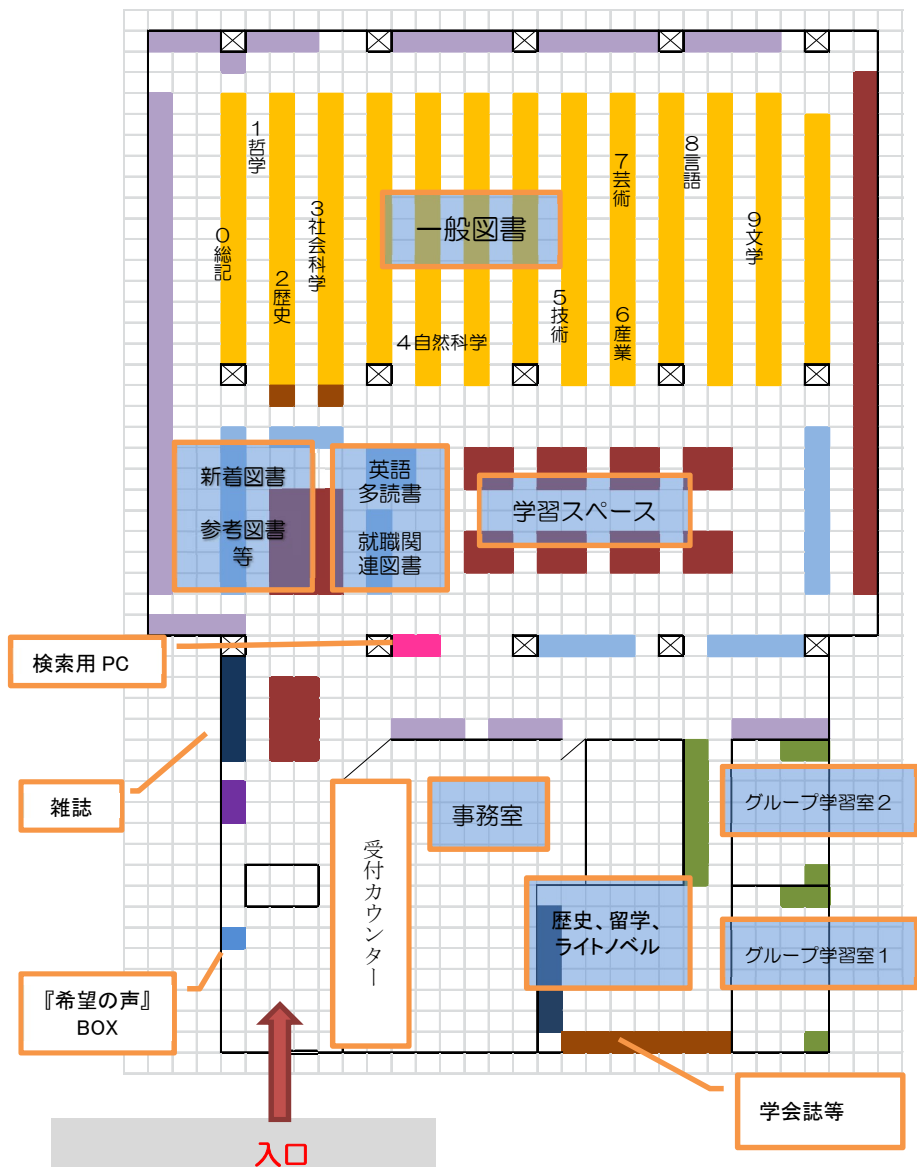 1哲学
7芸術
8言語
3社会科学
一般図書
9文学
0総記
2歴史
5技術
6産業
4自然科学
新着図書
参考図書
等
英語
多読書
就職関
連図書
学習スペース
検索用 PC
雑誌
受付カウンター
事務室
グループ学習室2
歴史、留学、
ライトノベル
グループ学習室1
『希望の声』
BOX
学会誌等
入口